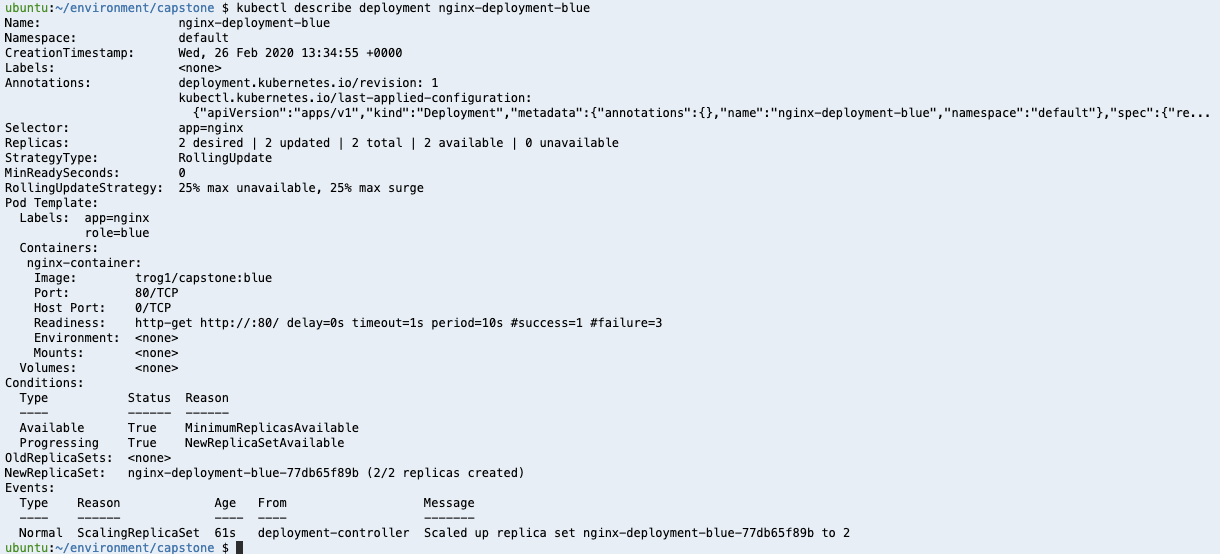 ubuntu:~/environment/capstone $ kubectl describe deployment nginx-deployment-blue
Name:                   nginx-deployment-blue
Namespace:              default
CreationTimestamp:      Wed, 26 Feb 2020 13:34:55 +0000
Labels:                 <none>
Annotations:            deployment.kubernetes.io/revision: 1
                        kubectl.kubernetes.io/last-applied-configuration:
                          {"apiVersion":"apps/v1","kind":"Deployment","metadata":{"annotations":{},"name":"nginx-deployment-blue","namespace":"default"},"spec":{"re...
Selector:               app=nginx
Replicas:               2 desired | 2 updated | 2 total | 2 available | 0 unavailable
StrategyType:           RollingUpdate
MinReadySeconds:        0
RollingUpdateStrategy:  25% max unavailable, 25% max surge
Pod Template:
  Labels:  app=nginx
           role=blue
  Containers:
   nginx-container:
    Image:        trog1/capstone:blue
    Port:         80/TCP
    Host Port:    0/TCP
    Readiness:    http-get http://:80/ delay=0s timeout=1s period=10s #success=1 #failure=3
    Environment:  <none>
    Mounts:       <none>
  Volumes:        <none>
Conditions:
  Type           Status  Reason
  ----           ------  ------
  Available      True    MinimumReplicasAvailable
  Progressing    True    NewReplicaSetAvailable
OldReplicaSets:  <none>
NewReplicaSet:   nginx-deployment-blue-77db65f89b (2/2 replicas created)
Events:
  Type    Reason             Age   From                   Message
  ----    ------             ----  ----                   -------
  Normal  ScalingReplicaSet  61s   deployment-controller  Scaled up replica set nginx-deployment-blue-77db65f89b to 2
ubuntu:~/environment/capstone $